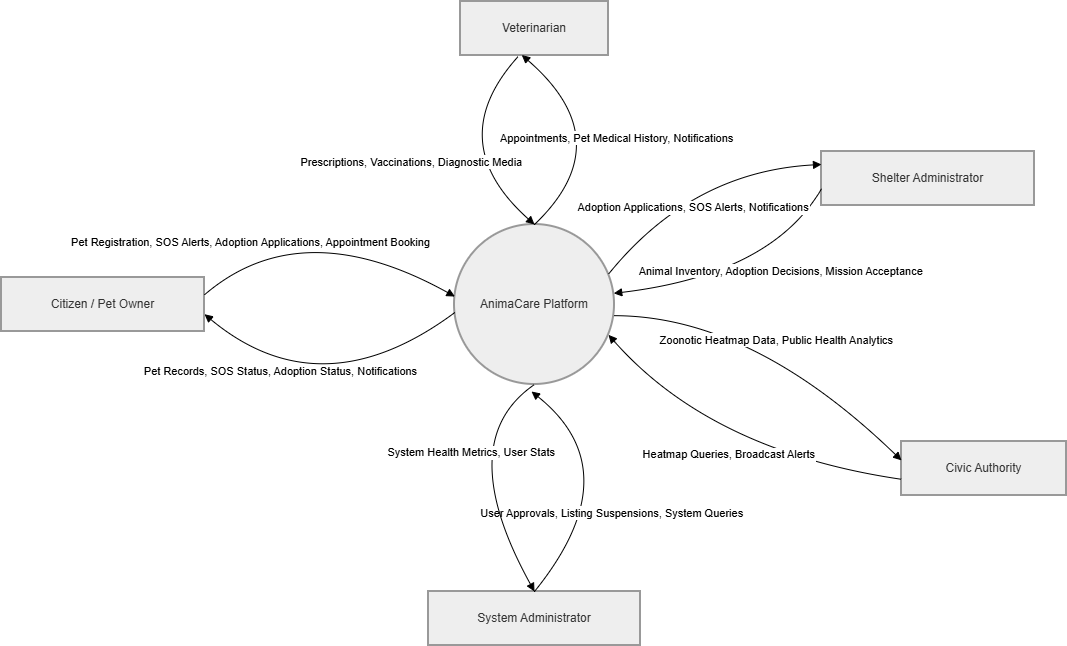 Veterinarian
Appointments, Pet Medical History, Notifications
Prescriptions, Vaccinations, Diagnostic Media
Shelter Administrator
Adoption Applications, SOS Alerts, Notifications
Pet Registration, SOS Alerts, Adoption Applications, Appointment Booking
Animal Inventory, Adoption Decisions, Mission Acceptance
Citizen / Pet Owner
AnimaCare Platform
Zoonotic Heatmap Data, Public Health Analytics
Pet Records, SOS Status, Adoption Status, Notifications
System Health Metrics, User Stats
Heatmap Queries, Broadcast Alerts
Civic Authority
User Approvals, Listing Suspensions, System Queries
System Administrator